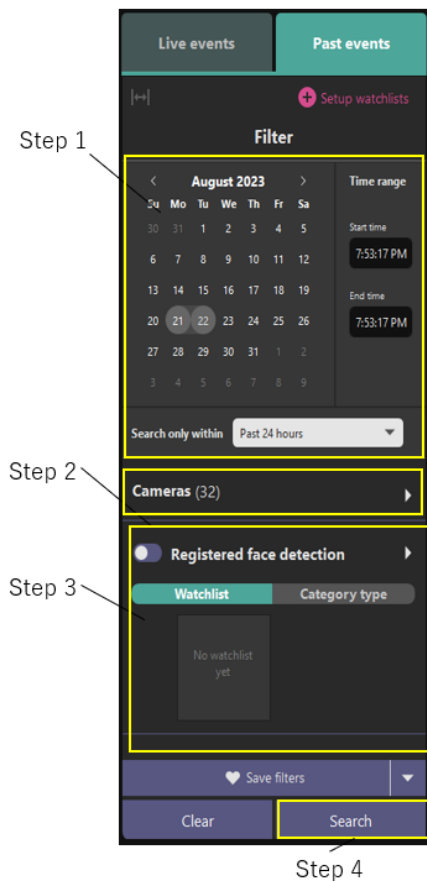 Live events Past events
Setup watchlists
Filter
Step 1
August 2023 Time range
Su Mo Tu We Th Fr Sa
30 31 1 2 3 4 5
Start time
6 7 8 9 10 11 12
7:53:17 PM
13 14 15 16 17 18 19
End time
20 21 22 23 24 25 26
7:53:17 PM
27 28 29 30 31 1 2
3 4 5 6 7 8 9
Search only within Past 24 hours
Step 2
Cameras (32)
Registered face detection
Step 3
Watchlist Category type
No watchlist
yet
Save filters
Clear Search
Step 4